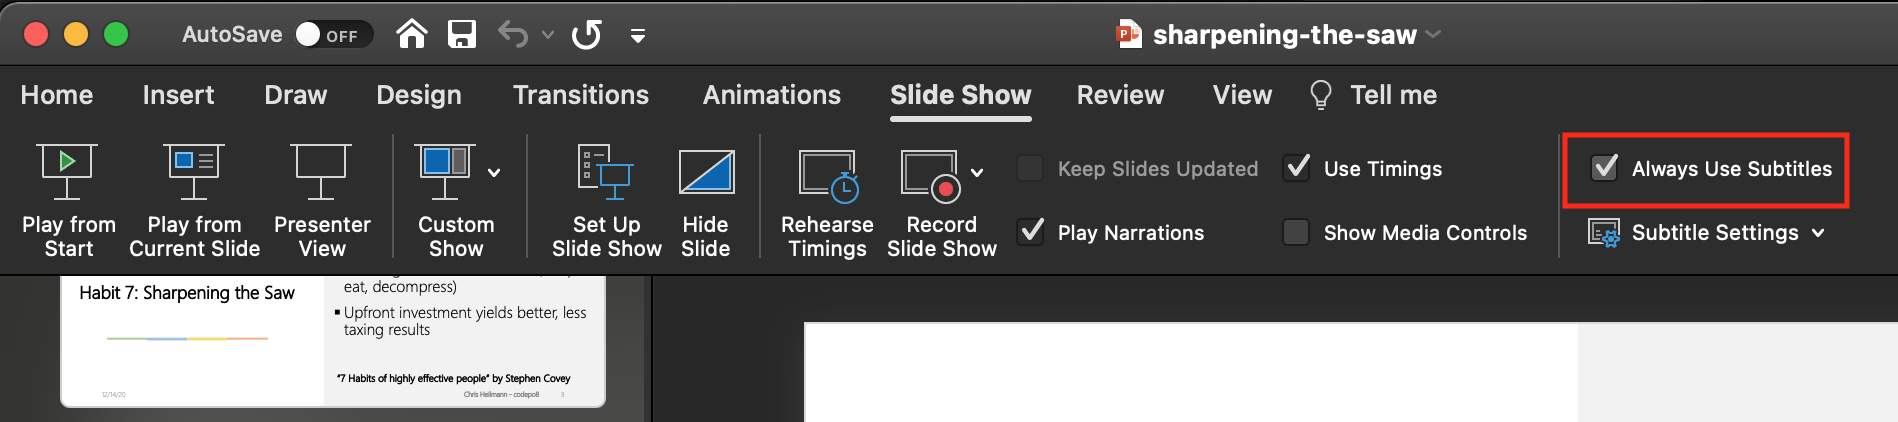 AutoSave OFF
sharpening-the-saw
Home Insert Draw Design Transitions Animations Slide Show Review View Tell me
Play from
Start
Play from
Current Slide
Presenter
View
Custom
Show
Set Up
Slide Show
Hide
Slide
Rehearse
Timings
Record
Slide Show
Keep Slides Updated
Play Narrations
Use Timings
Show Media Controls
Always Use Subtitles
Subtitle Settings
Habit 7: Sharpening the Saw
eat, decompress)
▪ Upfront investment yields better, less
taxing results
"7 Habits of highly effective people" by Stephen Covey
12/14/20
Chris Heilmann - codepo8 3